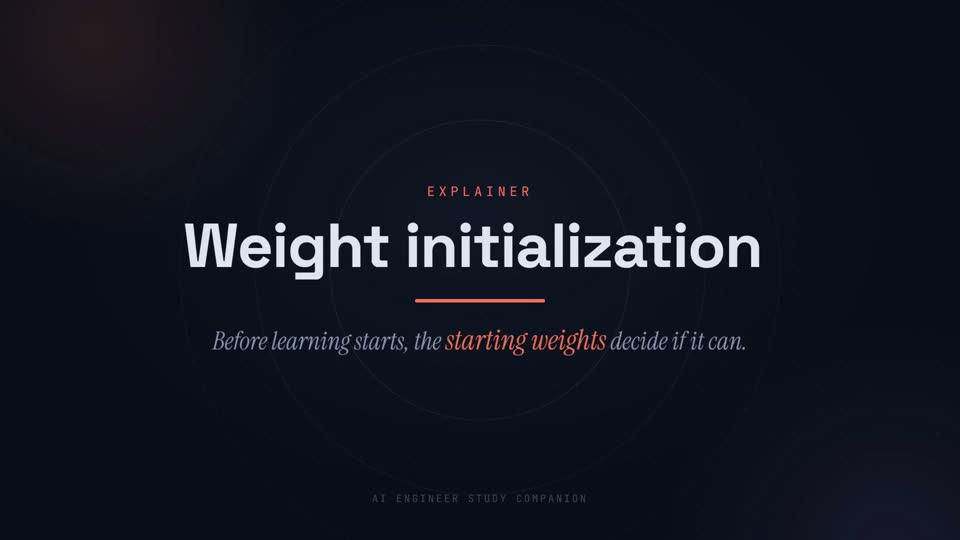 EXPLAINER
Weight initialization
Before learning starts, the starting weights decide if it can.
AI ENGINEER STUDY COMPANION